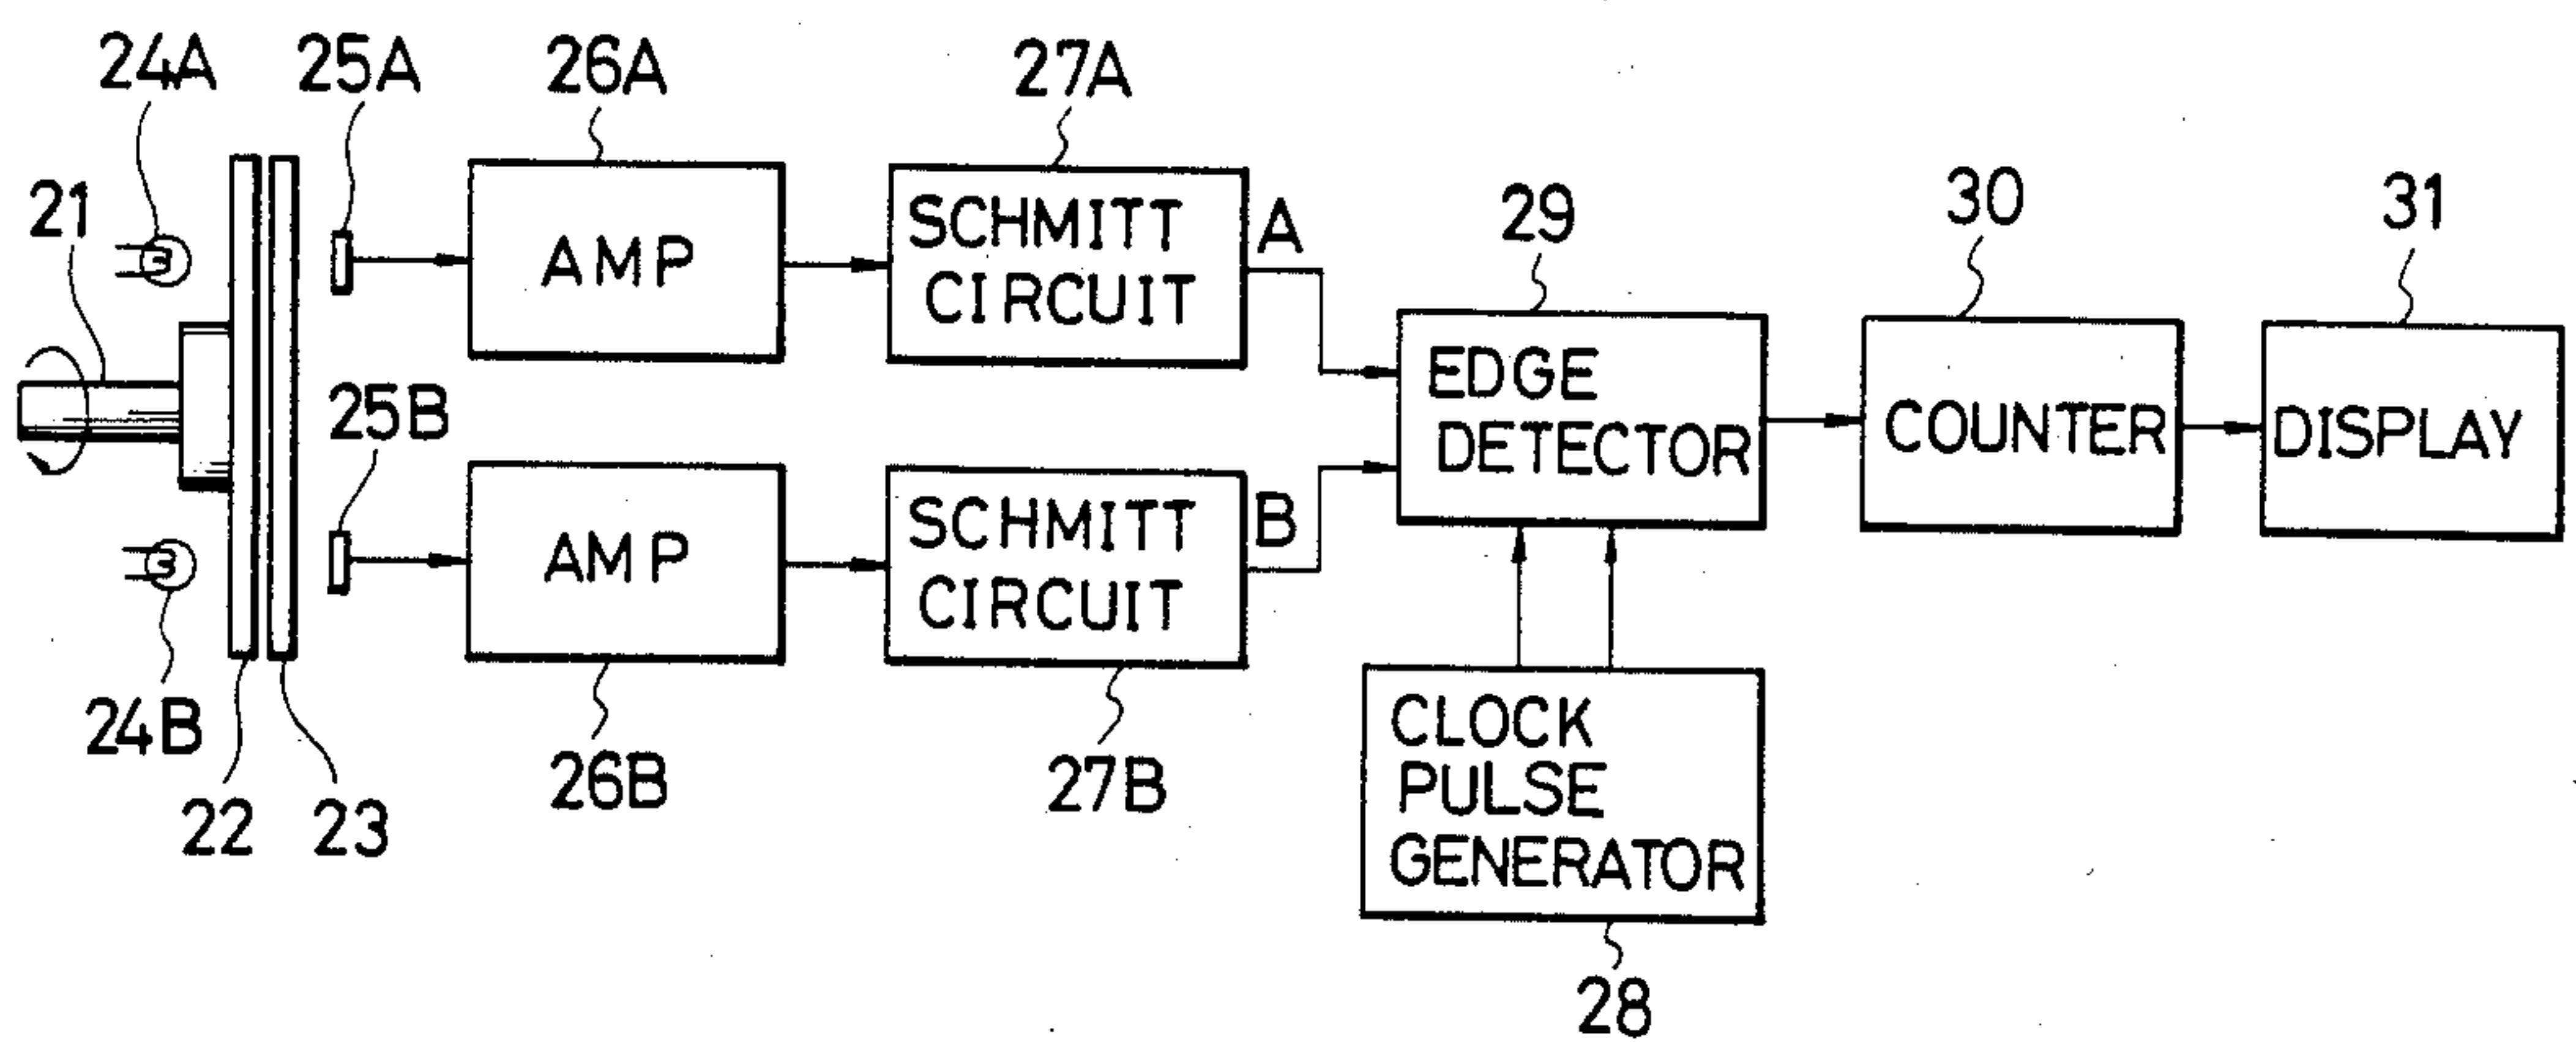 24A
25A
26A
27A
21
AMP
SCHMITT
CIRCUIT
A
29
30
31
25B
EDGE
DETECTOR
COUNTER
DISPLAY
AMP
SCHMITT
CIRCUIT
B
24B
22
23
26B
27B
CLOCK
PULSE
GENERATOR
28